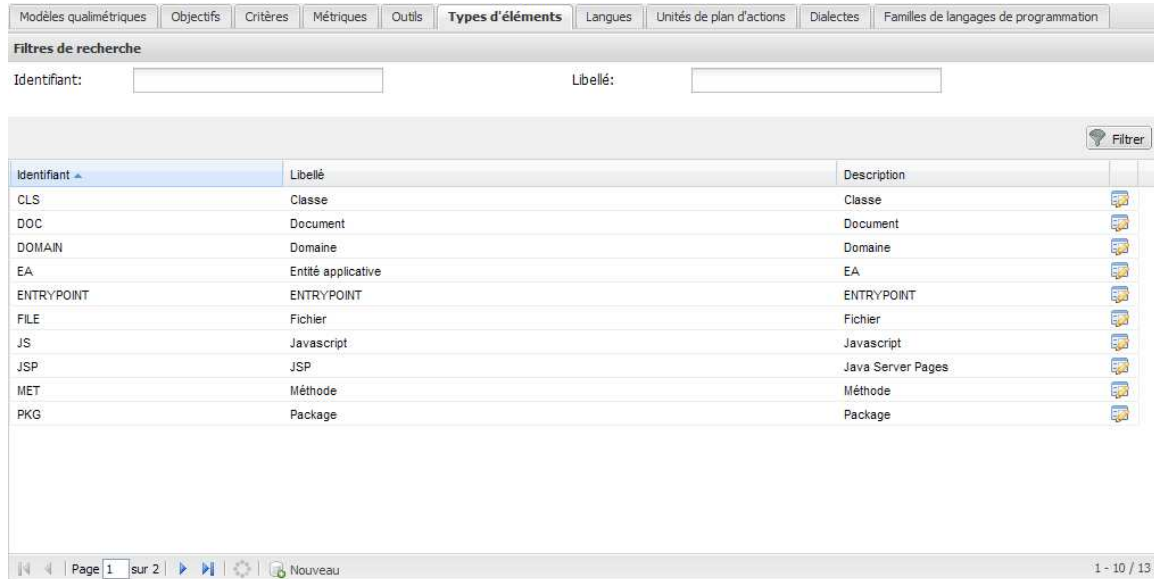 Modèles qualimétriques Objectifs Critères Métriques Outils Types d'éléments Langues Unités de plan d'actions Dialectes Familles de langages de programmation
Filtres de recherche
Identifiant: Libellé:
Filtrer
Identifiant Libellé Description
CLS Classe Classe
DOC Document Document
DOMAIN Domaine Domaine
EA Entité applicative EA
ENTRYPOINT ENTRYPOINT ENTRYPOINT
FILE Fichier Fichier
JS Javascript Javascript
JSP JSP Java Server Pages
MET Méthode Méthode
PKG Package Package
Page 1 sur 2 Nouveau 1 - 10 / 13